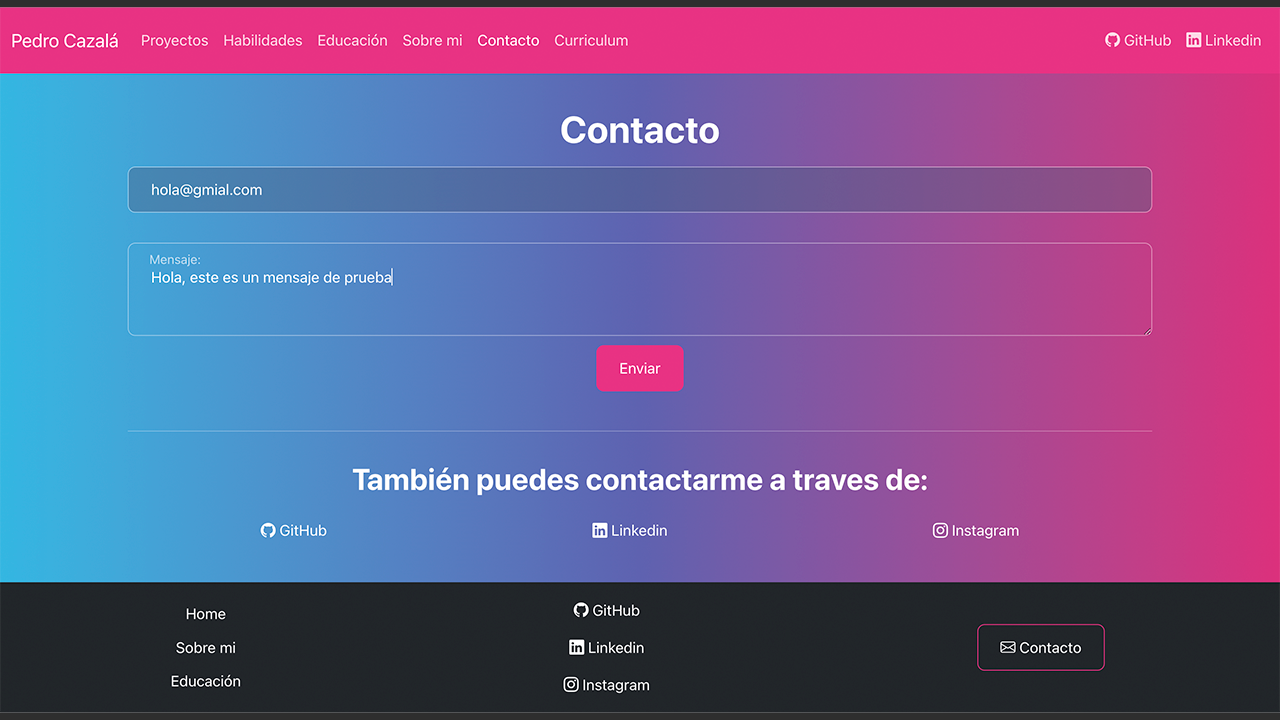 Pedro Cazalá Proyectos Habilidades Educación Sobre mi Contacto Curriculum GitHub Linkedin
Contacto
hola@gmial.com
Mensaje:
Hola, este es un mensaje de prueba
Enviar
También puedes contactarme a traves de:
GitHub Linkedin Instagram
Home
Sobre mi
Educación
GitHub
Linkedin
Instagram
Contacto